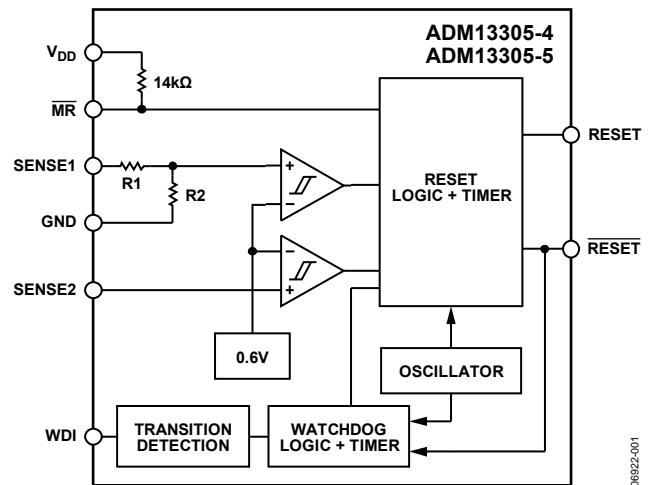 ADM13305-4
ADM13305-5
VDD
14kΩ
MR
SENSE1
R1
R2
GND
SENSE2
+
–
–
+
0.6V
RESET
LOGIC + TIMER
RESET
RESET
OSCILLATOR
WDI
TRANSITION
DETECTION
WATCHDOG
LOGIC + TIMER
06922-001